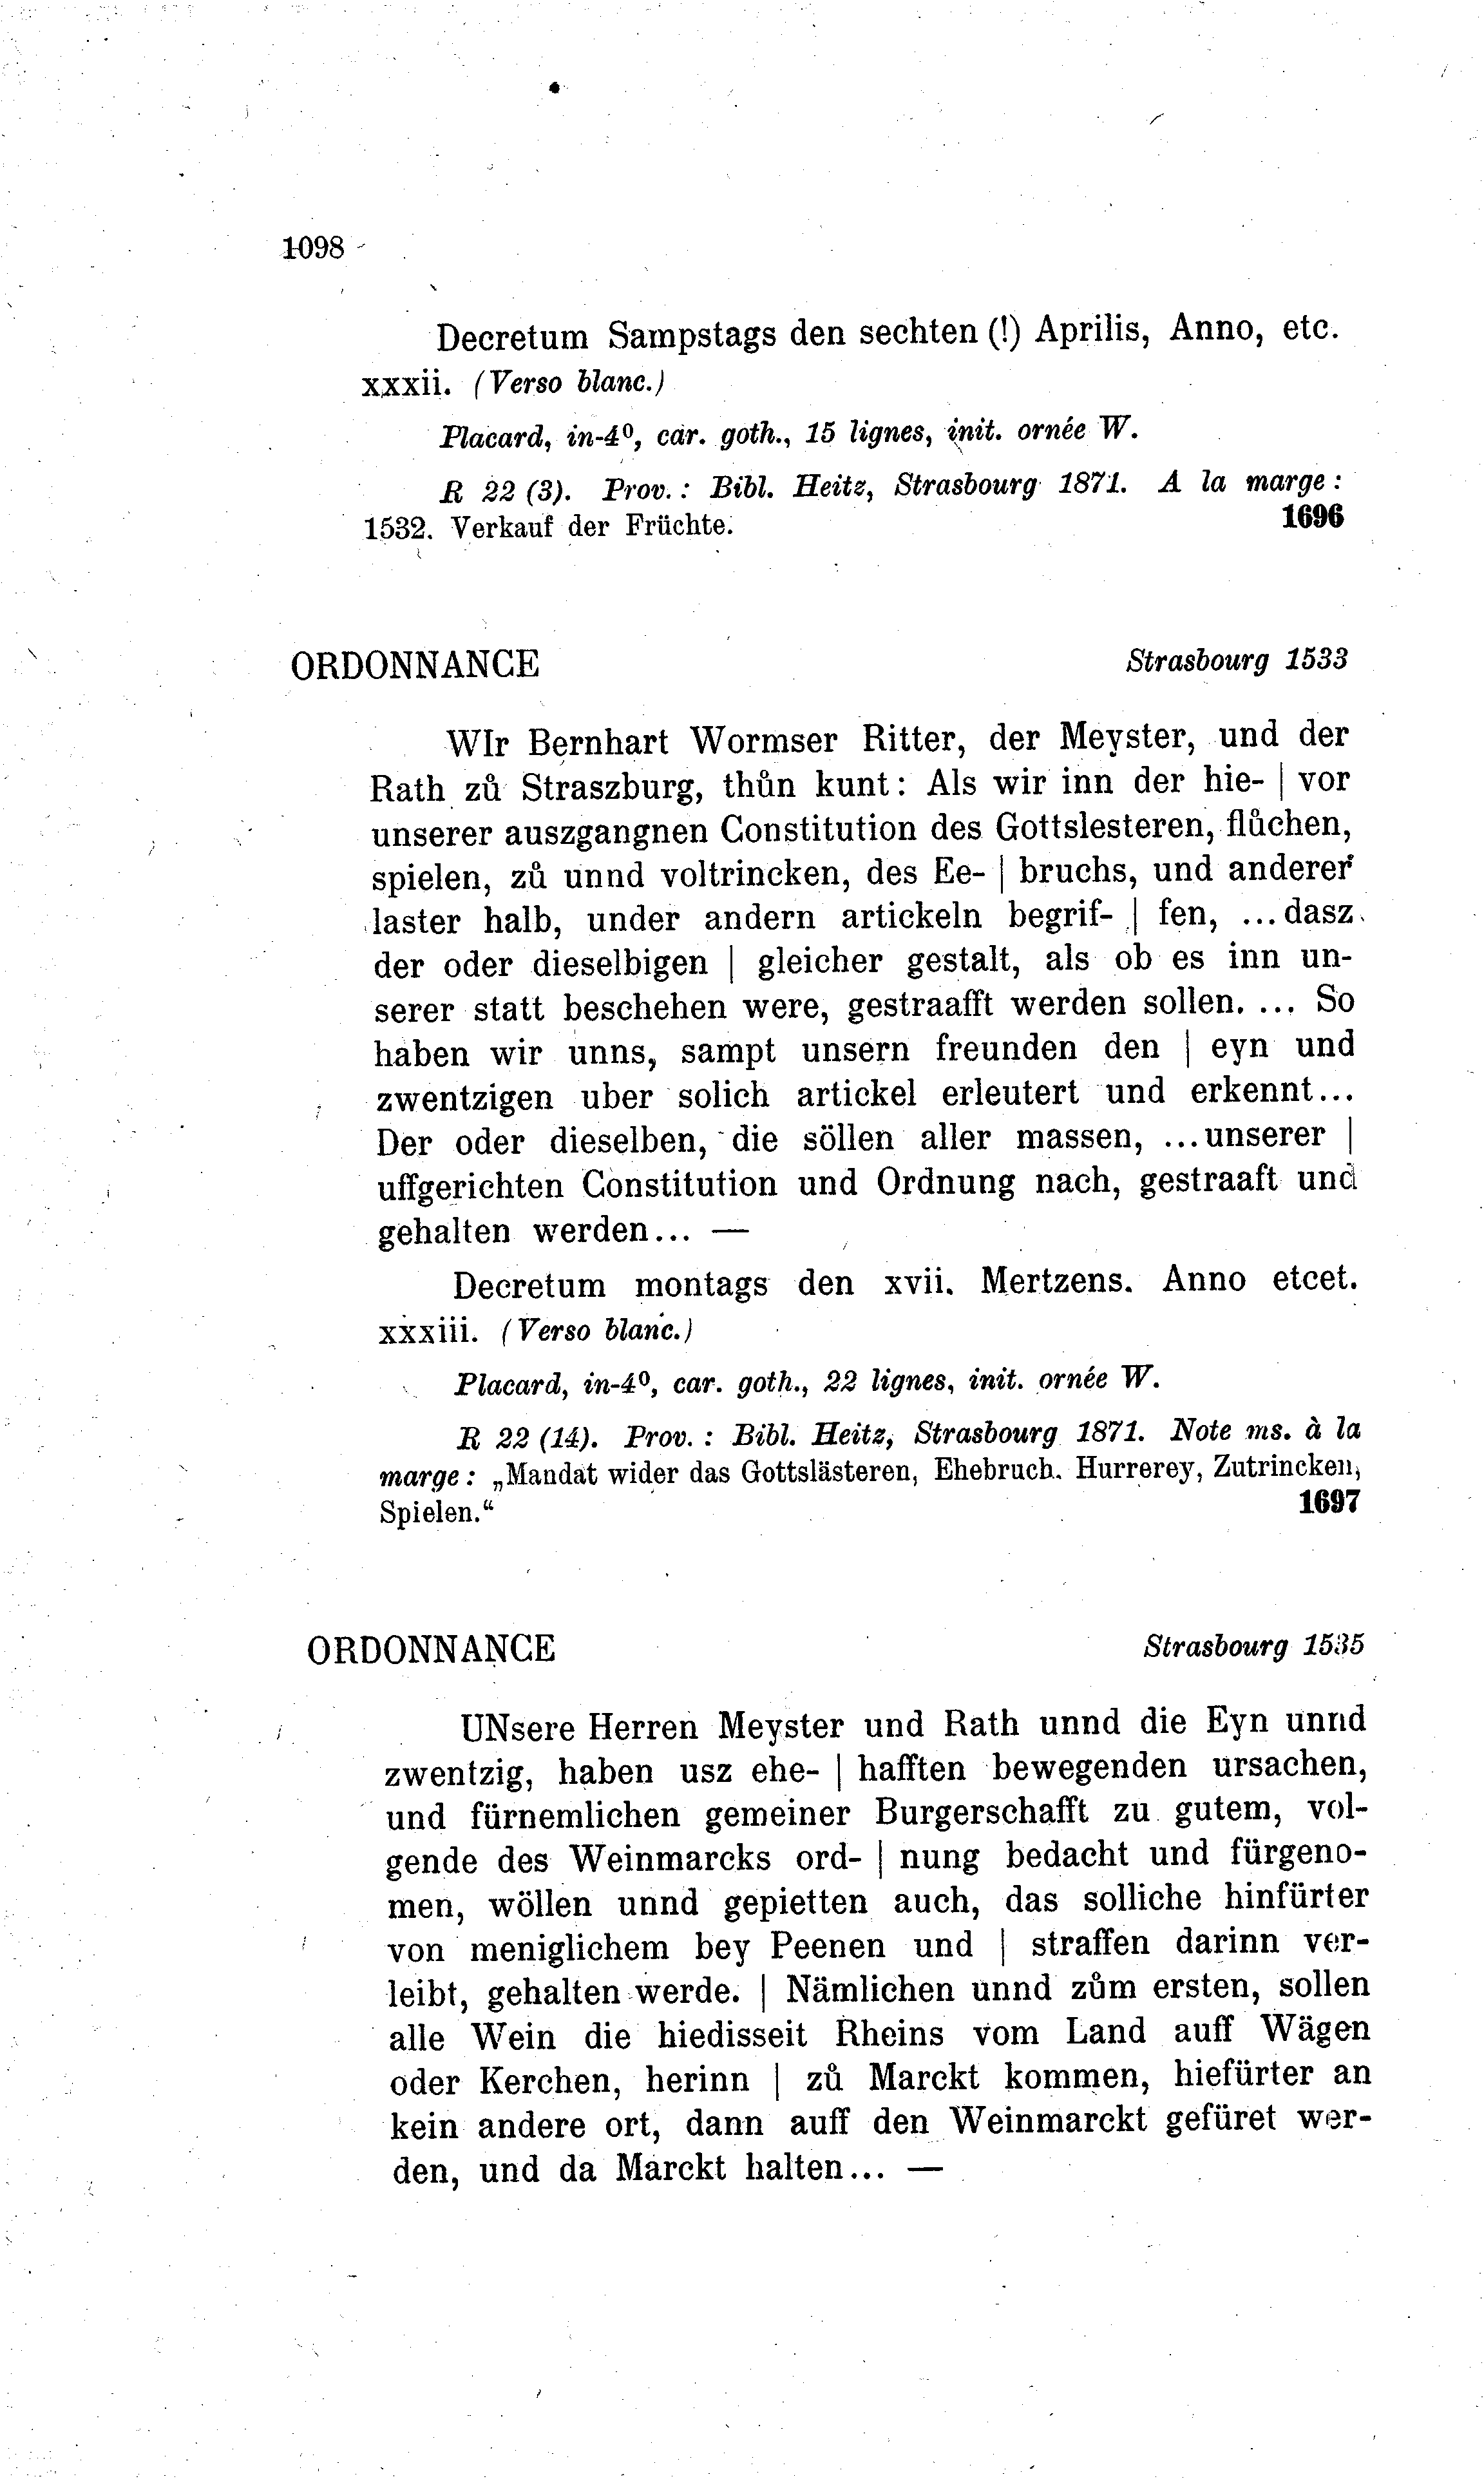 1098
Decretum Sampstags den sechten (!) Aprilis, Anno, etc.
xxxii. (Verso blanc.)
Placard, in-4⁰, car. goth., 15 lignes, init. ornée W.
R 22 (3). Prov. : Bibl. Heitz, Strasbourg 1871. A la marge :
1532. Verkauf der Früchte. 1696
ORDONNANCE Strasbourg 1533
WIr Bernhart Wormser Ritter, der Meyster, und der
Rath zů Straszburg, thůn kunt : Als wir inn der hie- | vor
unserer auszgangnen Constitution des Gottslesteren, flůchen,
spielen, zů unnd voltrincken, des Ee- | bruchs, und anderer
laster halb, under andern artickeln begrif- | fen, ... dasz
der oder dieselbigen | gleicher gestalt, als ob es inn un-
serer statt beschehen were, gestraafft werden sollen. ... So
haben wir unns, sampt unsern freunden den | eyn und
zwentzigen uber solich artickel erleutert und erkennt...
Der oder dieselben, die söllen aller massen, ... unserer |
uffgerichten Constitution und Ordnung nach, gestraaft und
gehalten werden... —
Decretum montags den xvii. Mertzens. Anno etcet.
xxxiii. (Verso blanc.)
Placard, in-4⁰, car. goth., 22 lignes, init. ornée W.
R 22 (14). Prov. : Bibl. Heitz, Strasbourg 1871. Note ms. à la
marge : „Mandat wider das Gottslästeren, Ehebruch. Hurrerey, Zutrincken,
Spielen.“ 1697
ORDONNANCE Strasbourg 1535
UNsere Herren Meyster und Rath unnd die Eyn unnd
zwentzig, haben usz ehe- | hafften bewegenden ursachen,
und fürnemlichen gemeiner Burgerschafft zu gutem, vol-
gende des Weinmarcks ord- | nung bedacht und fürgeno-
men, wöllen unnd gepietten auch, das solliche hinfürter
von meniglichem bey Peenen und | straffen darinn ver-
leibt, gehalten werde. | Nämlichen unnd zům ersten, sollen
alle Wein die hiedisseit Rheins vom Land auff Wägen
oder Kerchen, herinn | zů Marckt kommen, hiefürter an
kein andere ort, dann auff den Weinmarckt gefüret wer-
den, und da Marckt halten... —